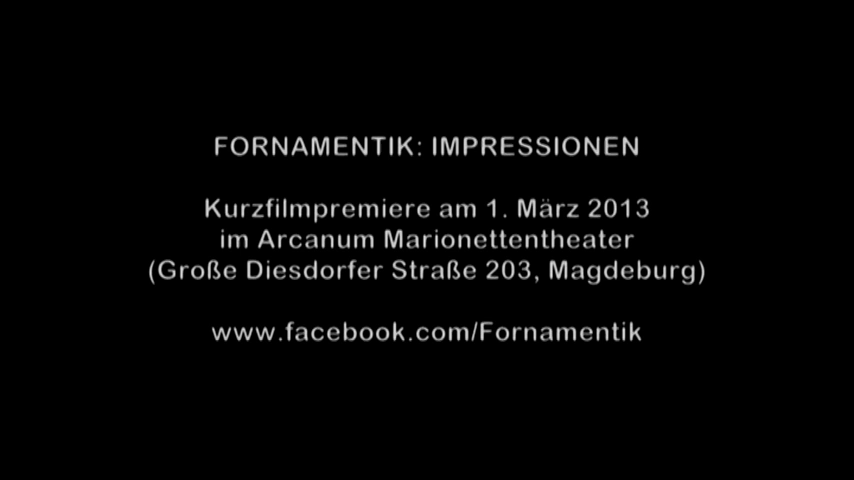 FORNAMENTIK: IMPRESSIONEN
Kurzfilmpremiere am 1. März 2013
im Arcanum Marionettentheater
(Große Diesdorfer Straße 203, Magdeburg)
www.facebook.com/Fornamentik